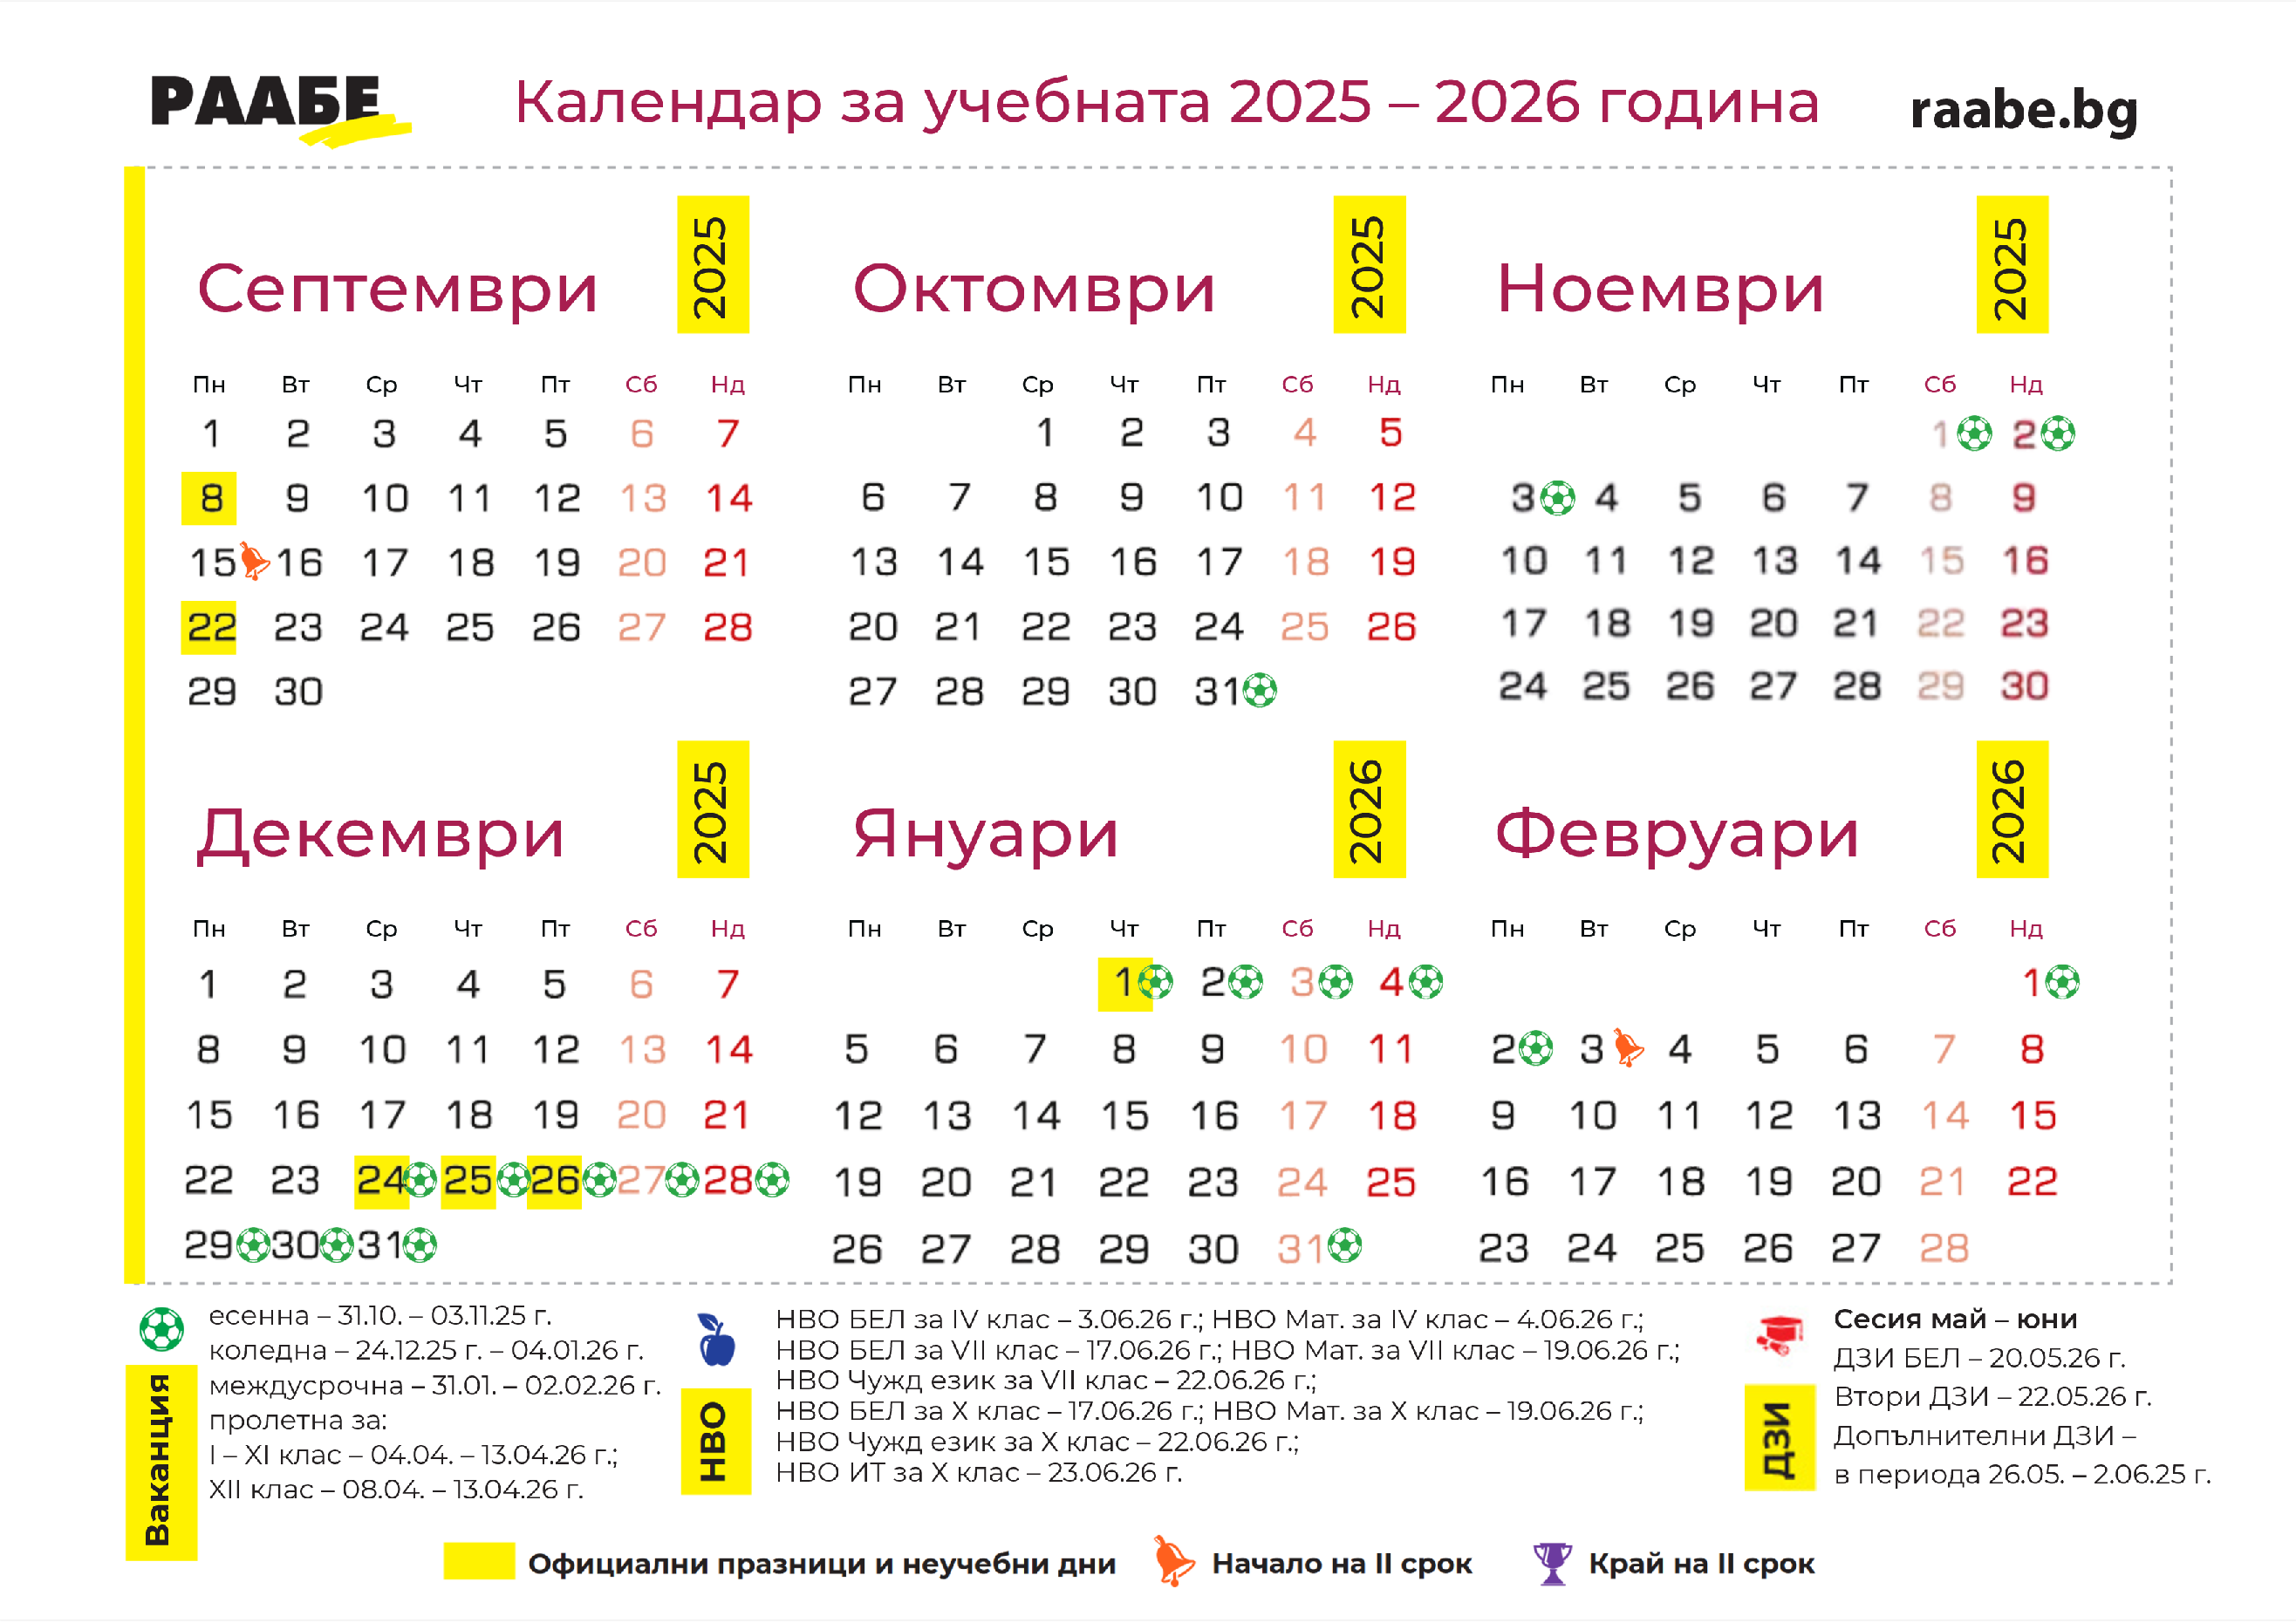 РААБЕ Календар за учебната 2025 – 2026 година raabe.bg
Септември 2025
Пн Вт Ср Чт Пт Сб Нд
1 2 3 4 5 6 7
8 9 10 11 12 13 14
15 16 17 18 19 20 21
22 23 24 25 26 27 28
29 30
Октомври 2025
Пн Вт Ср Чт Пт Сб Нд
1 2 3 4 5
6 7 8 9 10 11 12
13 14 15 16 17 18 19
20 21 22 23 24 25 26
27 28 29 30 31
Ноември 2025
Пн Вт Ср Чт Пт Сб Нд
1 2
3 4 5 6 7 8 9
10 11 12 13 14 15 16
17 18 19 20 21 22 23
24 25 26 27 28 29 30
Декември 2025
Пн Вт Ср Чт Пт Сб Нд
1 2 3 4 5 6 7
8 9 10 11 12 13 14
15 16 17 18 19 20 21
22 23 24 25 26 27 28
29 30 31
Януари 2026
Пн Вт Ср Чт Пт Сб Нд
1 2 3 4
5 6 7 8 9 10 11
12 13 14 15 16 17 18
19 20 21 22 23 24 25
26 27 28 29 30 31
Февруари 2026
Пн Вт Ср Чт Пт Сб Нд
1
2 3 4 5 6 7 8
9 10 11 12 13 14 15
16 17 18 19 20 21 22
23 24 25 26 27 28
Ваканция
есенна – 31.10. – 03.11.25 г.
коледна – 24.12.25 г. – 04.01.26 г.
междусрочна – 31.01. – 02.02.26 г.
пролетна за:
I – XI клас – 04.04. – 13.04.26 г.;
XII клас – 08.04. – 13.04.26 г.
НВО
НВО БЕЛ за IV клас – 3.06.26 г.; НВО Мат. за IV клас – 4.06.26 г.;
НВО БЕЛ за VII клас – 17.06.26 г.; НВО Мат. за VII клас – 19.06.26 г.;
НВО Чужд език за VII клас – 22.06.26 г.;
НВО БЕЛ за X клас – 17.06.26 г.; НВО Мат. за X клас – 19.06.26 г.;
НВО Чужд език за X клас – 22.06.26 г.;
НВО ИТ за X клас – 23.06.26 г.
ДЗИ
Сесия май – юни
ДЗИ БЕЛ – 20.05.26 г.
Втори ДЗИ – 22.05.26 г.
Допълнителни ДЗИ –
в периода 26.05. – 2.06.25 г.
Официални празници и неучебни дни
Начало на II срок
Край на II срок